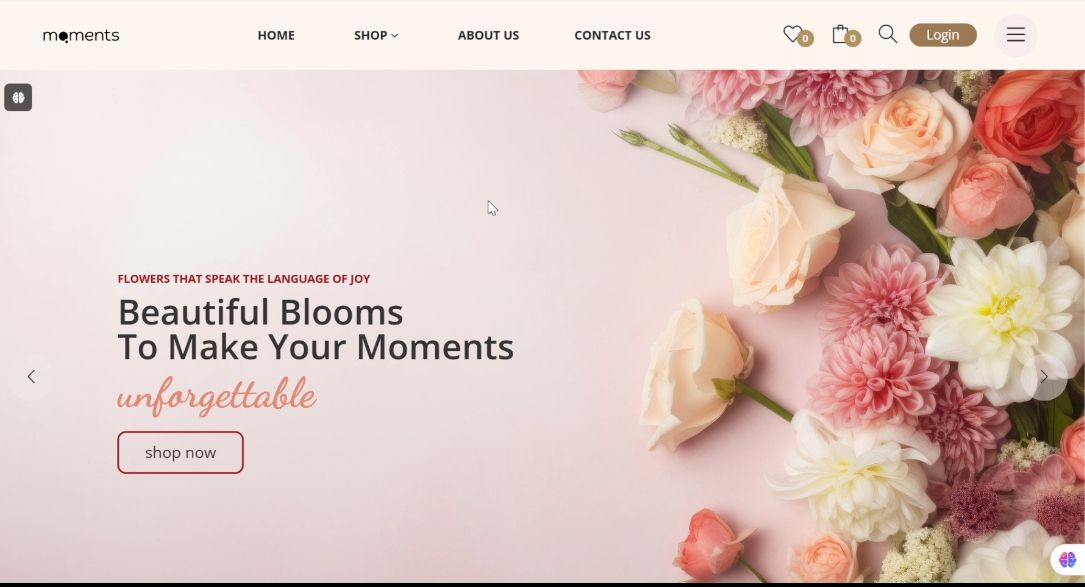 moments
HOME
SHOP
ABOUT US
CONTACT US
0
0
Login
FLOWERS THAT SPEAK THE LANGUAGE OF JOY
Beautiful Blooms
To Make Your Moments
unforgettable
shop now